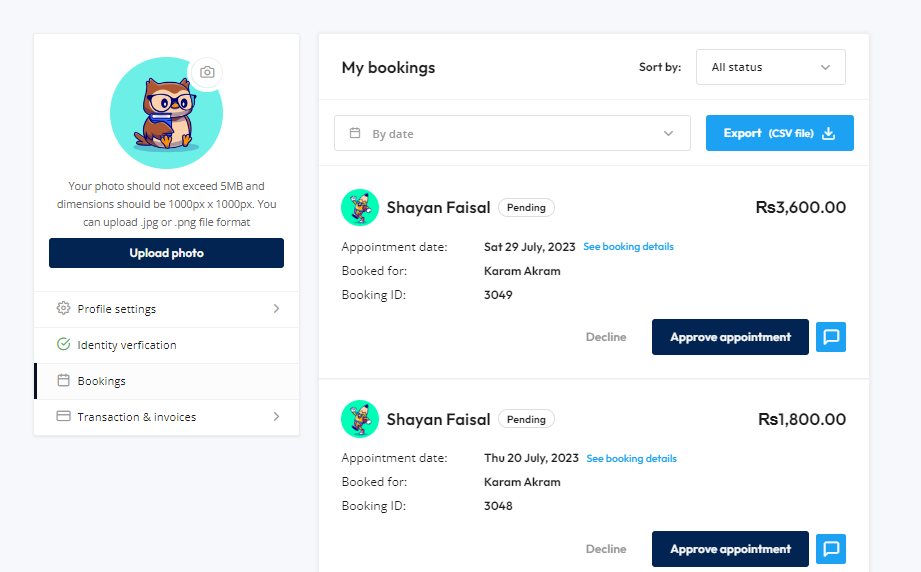 Your photo should not exceed 5MB and
dimensions should be 1000px x 1000px. You
can upload .jpg or .png file format
Upload photo
Profile settings
Identity verfication
Bookings
Transaction & invoices
My bookings
Sort by:
All status
By date
Export (CSV file)
Shayan Faisal Pending Rs3,600.00
Appointment date: Sat 29 July, 2023 See booking details
Booked for: Karam Akram
Booking ID: 3049
Decline Approve appointment
Shayan Faisal Pending Rs1,800.00
Appointment date: Thu 20 July, 2023 See booking details
Booked for: Karam Akram
Booking ID: 3048
Decline Approve appointment